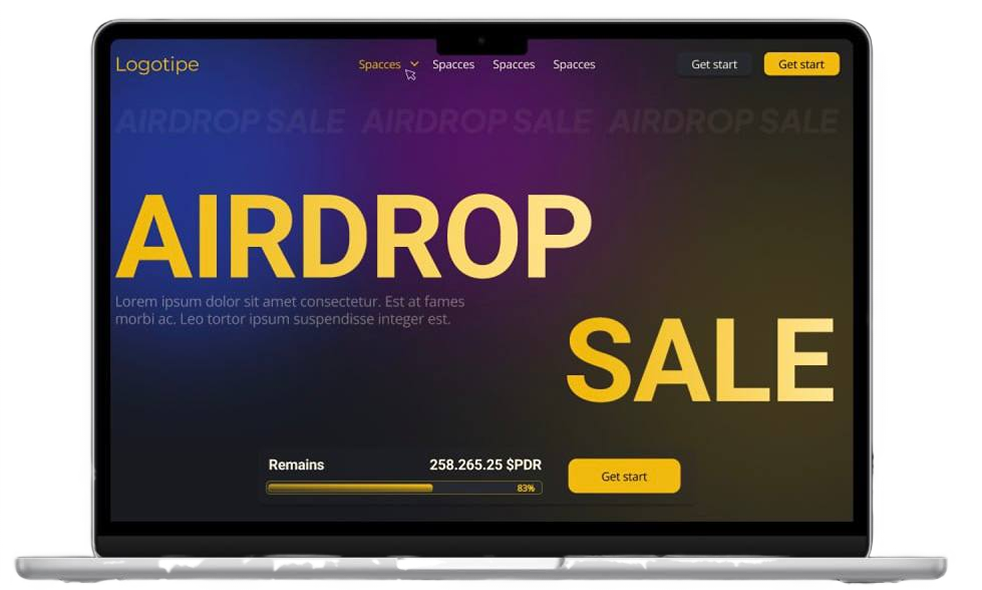 Logotipe
Spacces Spacces Spacces Spacces
Get start Get start
AIRDROP SALE AIRDROP SALE AIRDROP SALE
AIRDROP
Lorem ipsum dolor sit amet consectetur. Est at fames
morbi ac. Leo tortor ipsum suspendisse integer est.
SALE
Remains 258.265.25 $PDR
83%
Get start